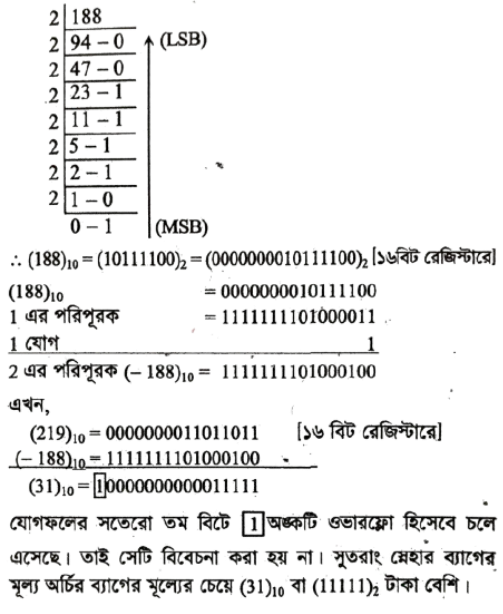 2 188
2 94 – 0 (LSB)
2 47 – 0
2 23 – 1
2 11 – 1
2 5 – 1
2 2 – 1
2 1 – 0
0 – 1 (MSB)
∴ (188)₁₀ = (10111100)₂ = (0000000010111100)₂ [১৬বিট রেজিস্টারে]
(188)₁₀ = 0000000010111100
1 এর পরিপূরক = 1111111101000011
1 যোগ 1
2 এর পরিপূরক (– 188)₁₀ = 1111111101000100
এখন,
(219)₁₀ = 0000000011011011 [১৬ বিট রেজিস্টারে]
(– 188)₁₀ = 1111111101000100
(31)₁₀ = 10000000000011111
যোগফলের সতেরো তম বিটে 1 অঙ্কটি ওভারফ্লো হিসেবে চলে
এসেছে। তাই সেটি বিবেচনা করা হয় না। সুতরাং স্নেহার ব্যাগের
মূল্য অর্চির ব্যাগের মূল্যের চেয়ে (31)₁₀ বা (11111)₂ টাকা বেশি।